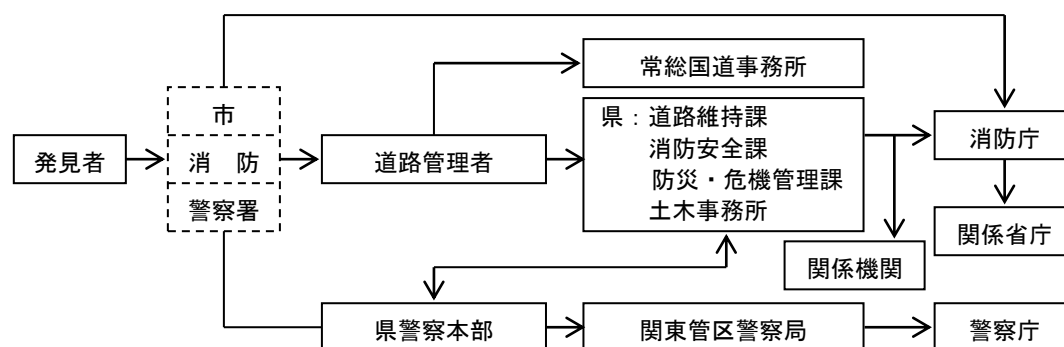 常総国道事務所
市
消　防
警察署
発見者
道路管理者
県：道路維持課
消防安全課
防災・危機管理課
土木事務所
消防庁
関係省庁
関係機関
県警察本部
関東管区警察局
警察庁